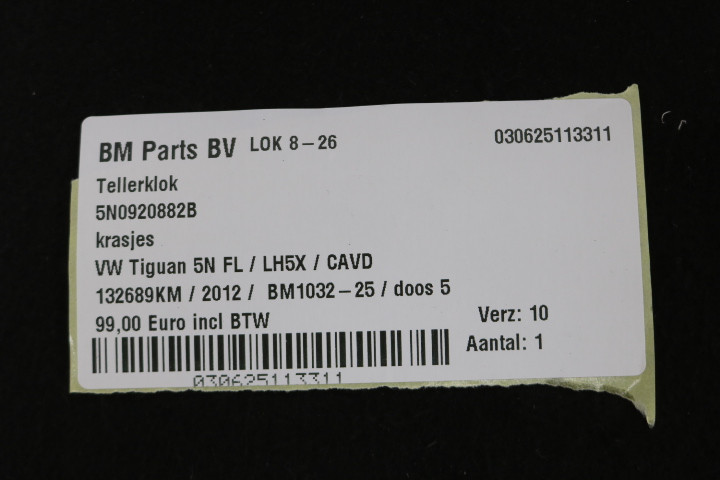 BM Parts BV LOK 8-26 030625113311
Tellerklok
5N0920882B
krasjes
VW Tiguan 5N FL / LH5X / CAVD
132689KM / 2012 / BM1032-25 / doos 5
99,00 Euro incl BTW Verz: 10
Aantal: 1
030625113311